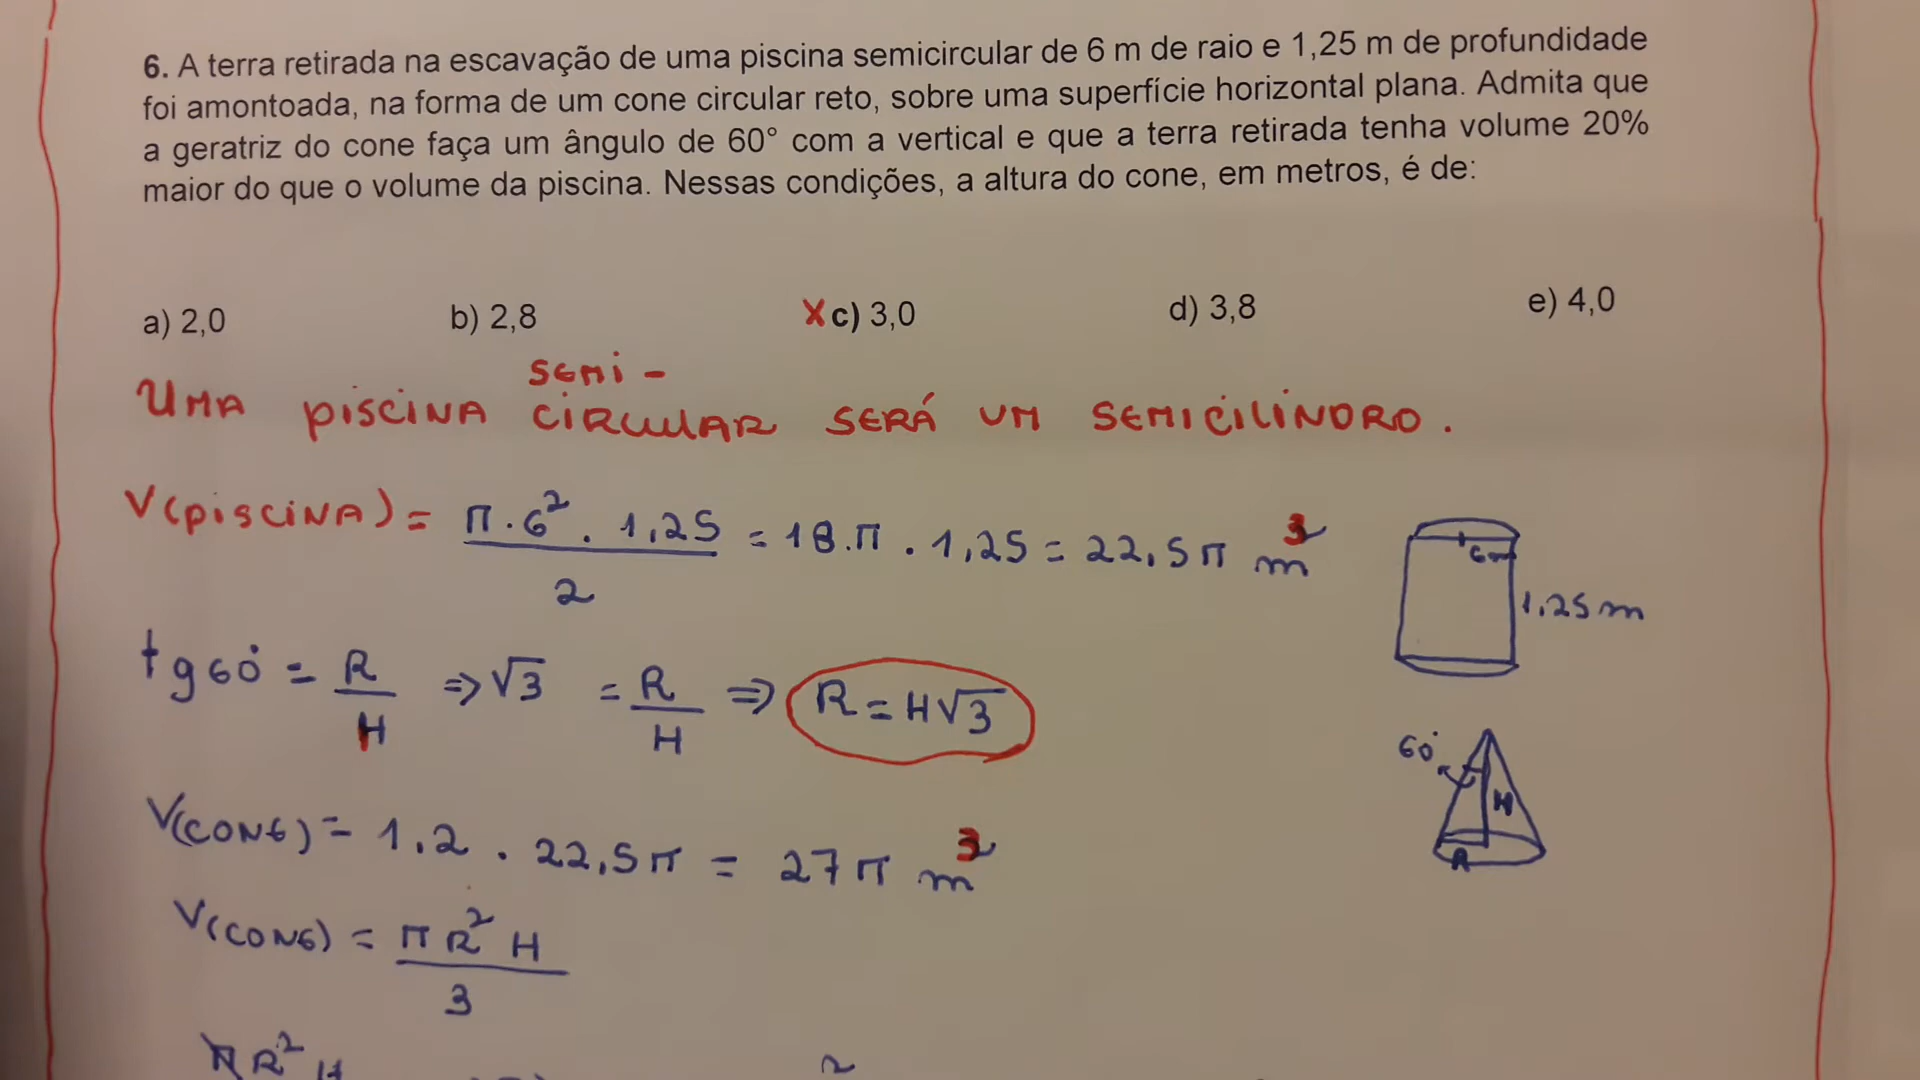 6. A terra retirada na escavação de uma piscina semicircular de 6 m de raio e 1,25 m de profundidade
foi amontoada, na forma de um cone circular reto, sobre uma superfície horizontal plana. Admita que
a geratriz do cone faça um ângulo de 60° com a vertical e que a terra retirada tenha volume 20%
maior do que o volume da piscina. Nessas condições, a altura do cone, em metros, é de:
a) 2,0 b) 2,8 X c) 3,0 d) 3,8 e) 4,0
SEMI -
UMA PISCINA CIRCULAR SERÁ UM SEMICILINDRO.
V(PISCINA) = π · 6² · 1,25 / 2 = 18.π · 1,25 = 22,5π m³
6m
1,25 m
tg 60° = R/H ⇒ √3 = R/H ⇒ R = H√3
60°
H
R
V(CONE) = 1,2 · 22,5π = 27π m³
V(CONE) = πR²H / 3
πR²H
2